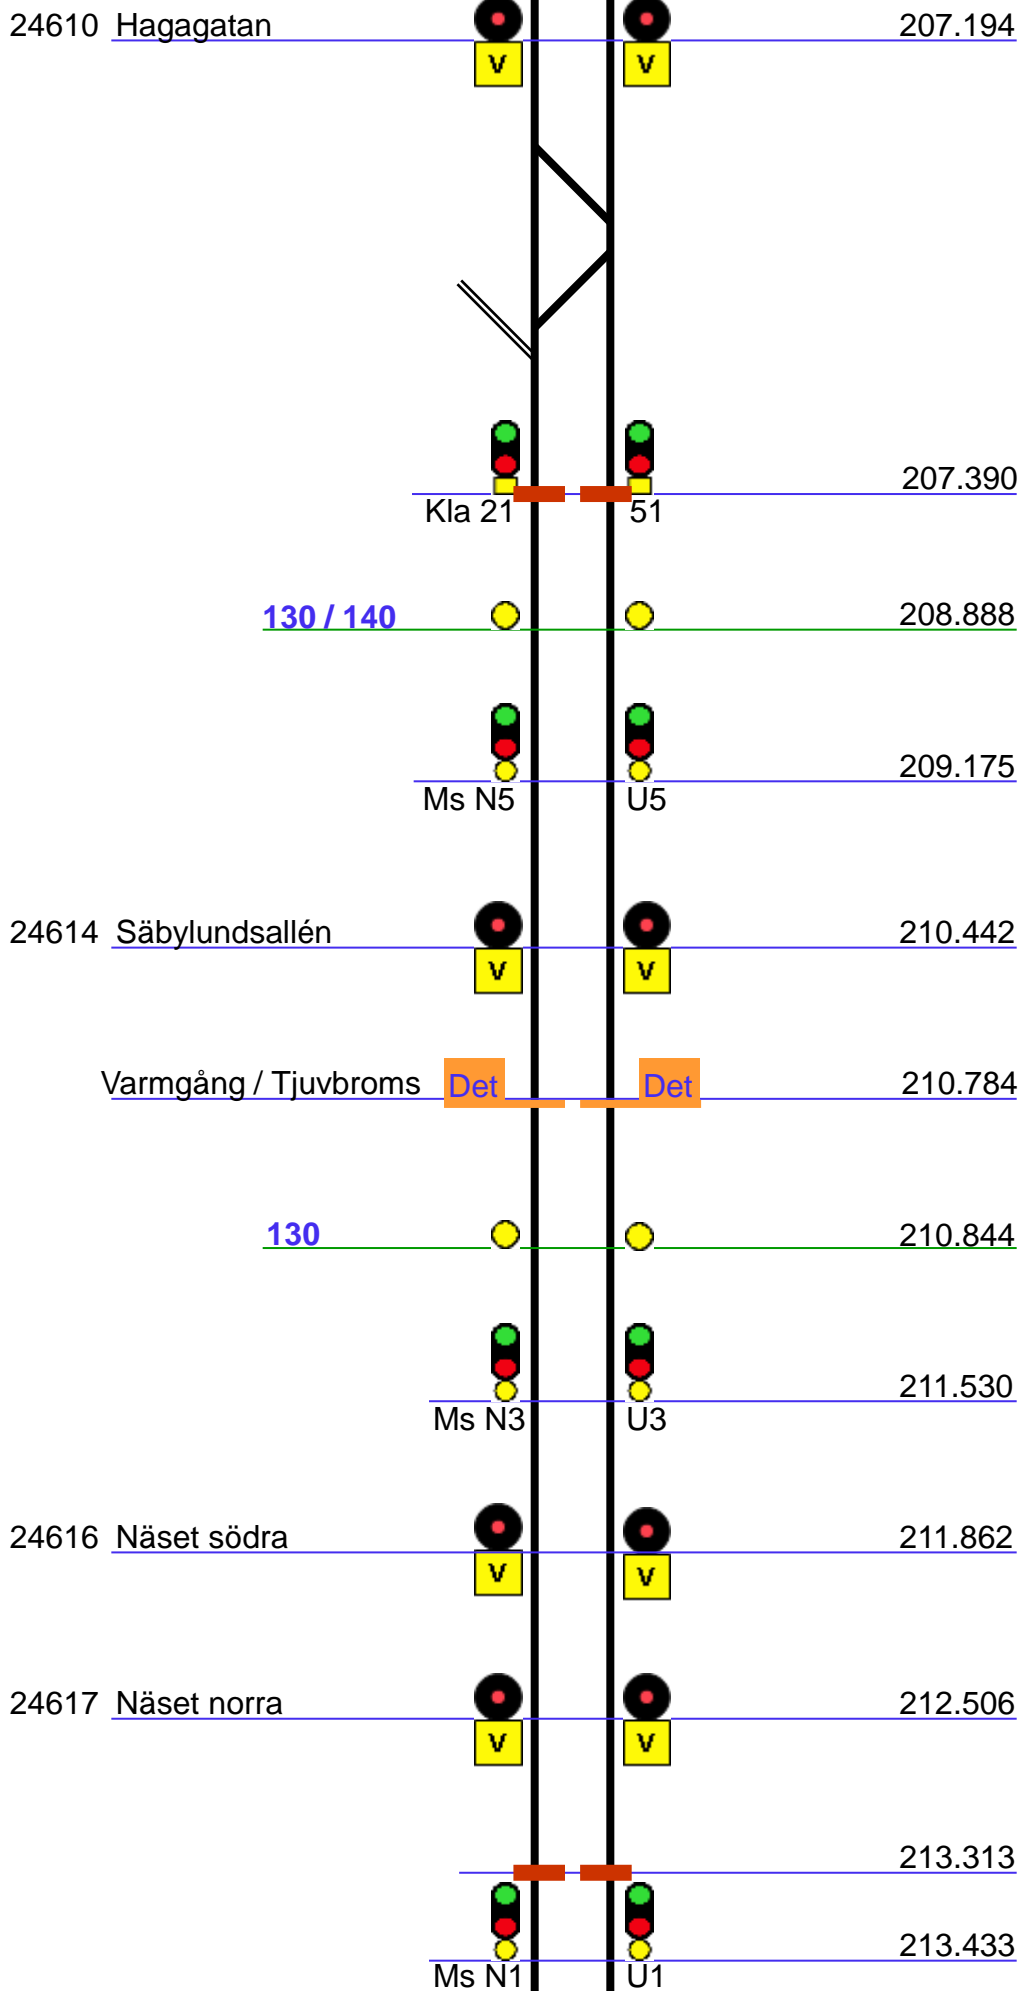 24610 Hagagatan 207.194
V V
207.390
Kla 21 51
130 / 140 208.888
209.175
Ms N5 U5
24614 Säbylundsallén 210.442
V V
Varmgång / Tjuvbroms Det Det 210.784
130 210.844
211.530
Ms N3 U3
24616 Näset södra 211.862
V V
24617 Näset norra 212.506
V V
213.313
213.433
Ms N1 U1